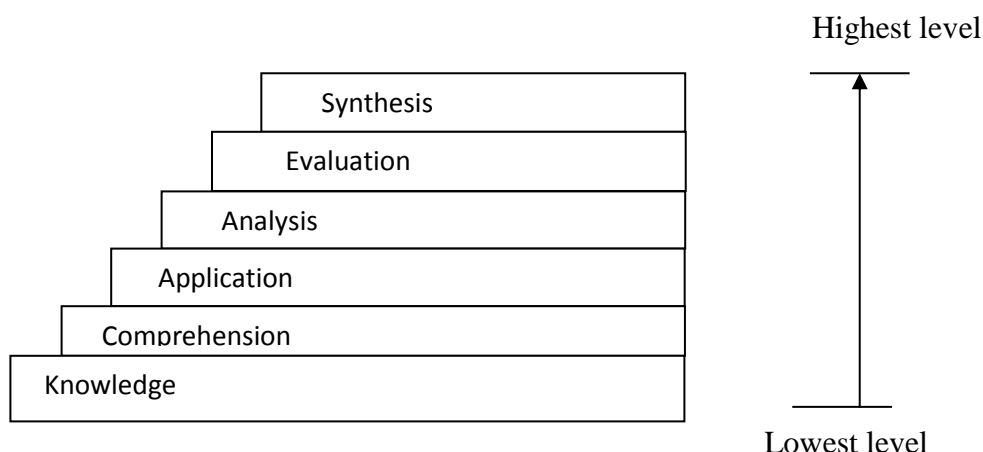 Highest level
Synthesis
Evaluation
Analysis
Application
Comprehension
Knowledge
Lowest level